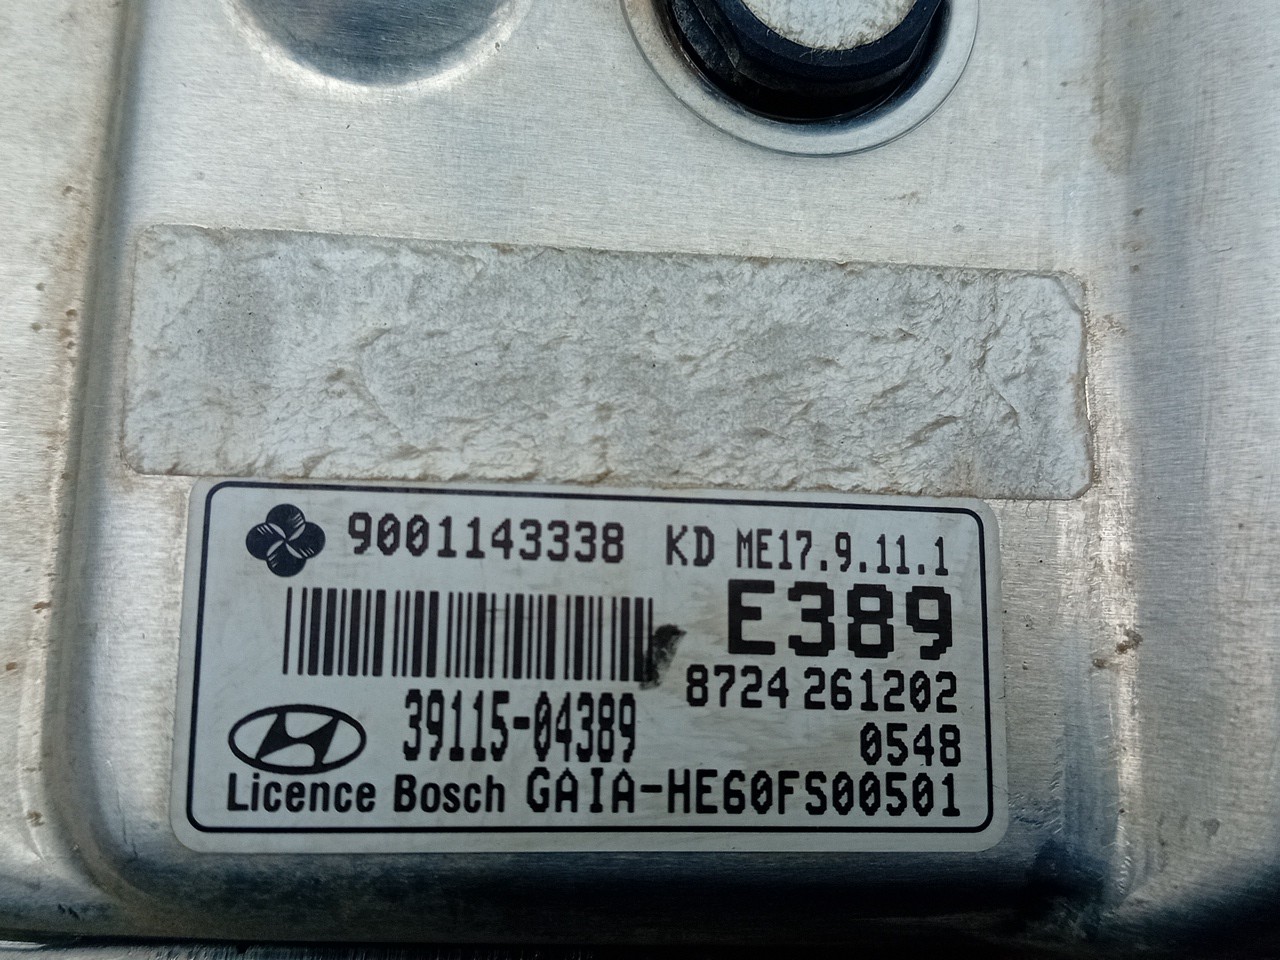 9001143338 KD ME17.9.11.1
E389
8724 261202
39115-04389 0548
Licence Bosch GAIA-HE60FS00501